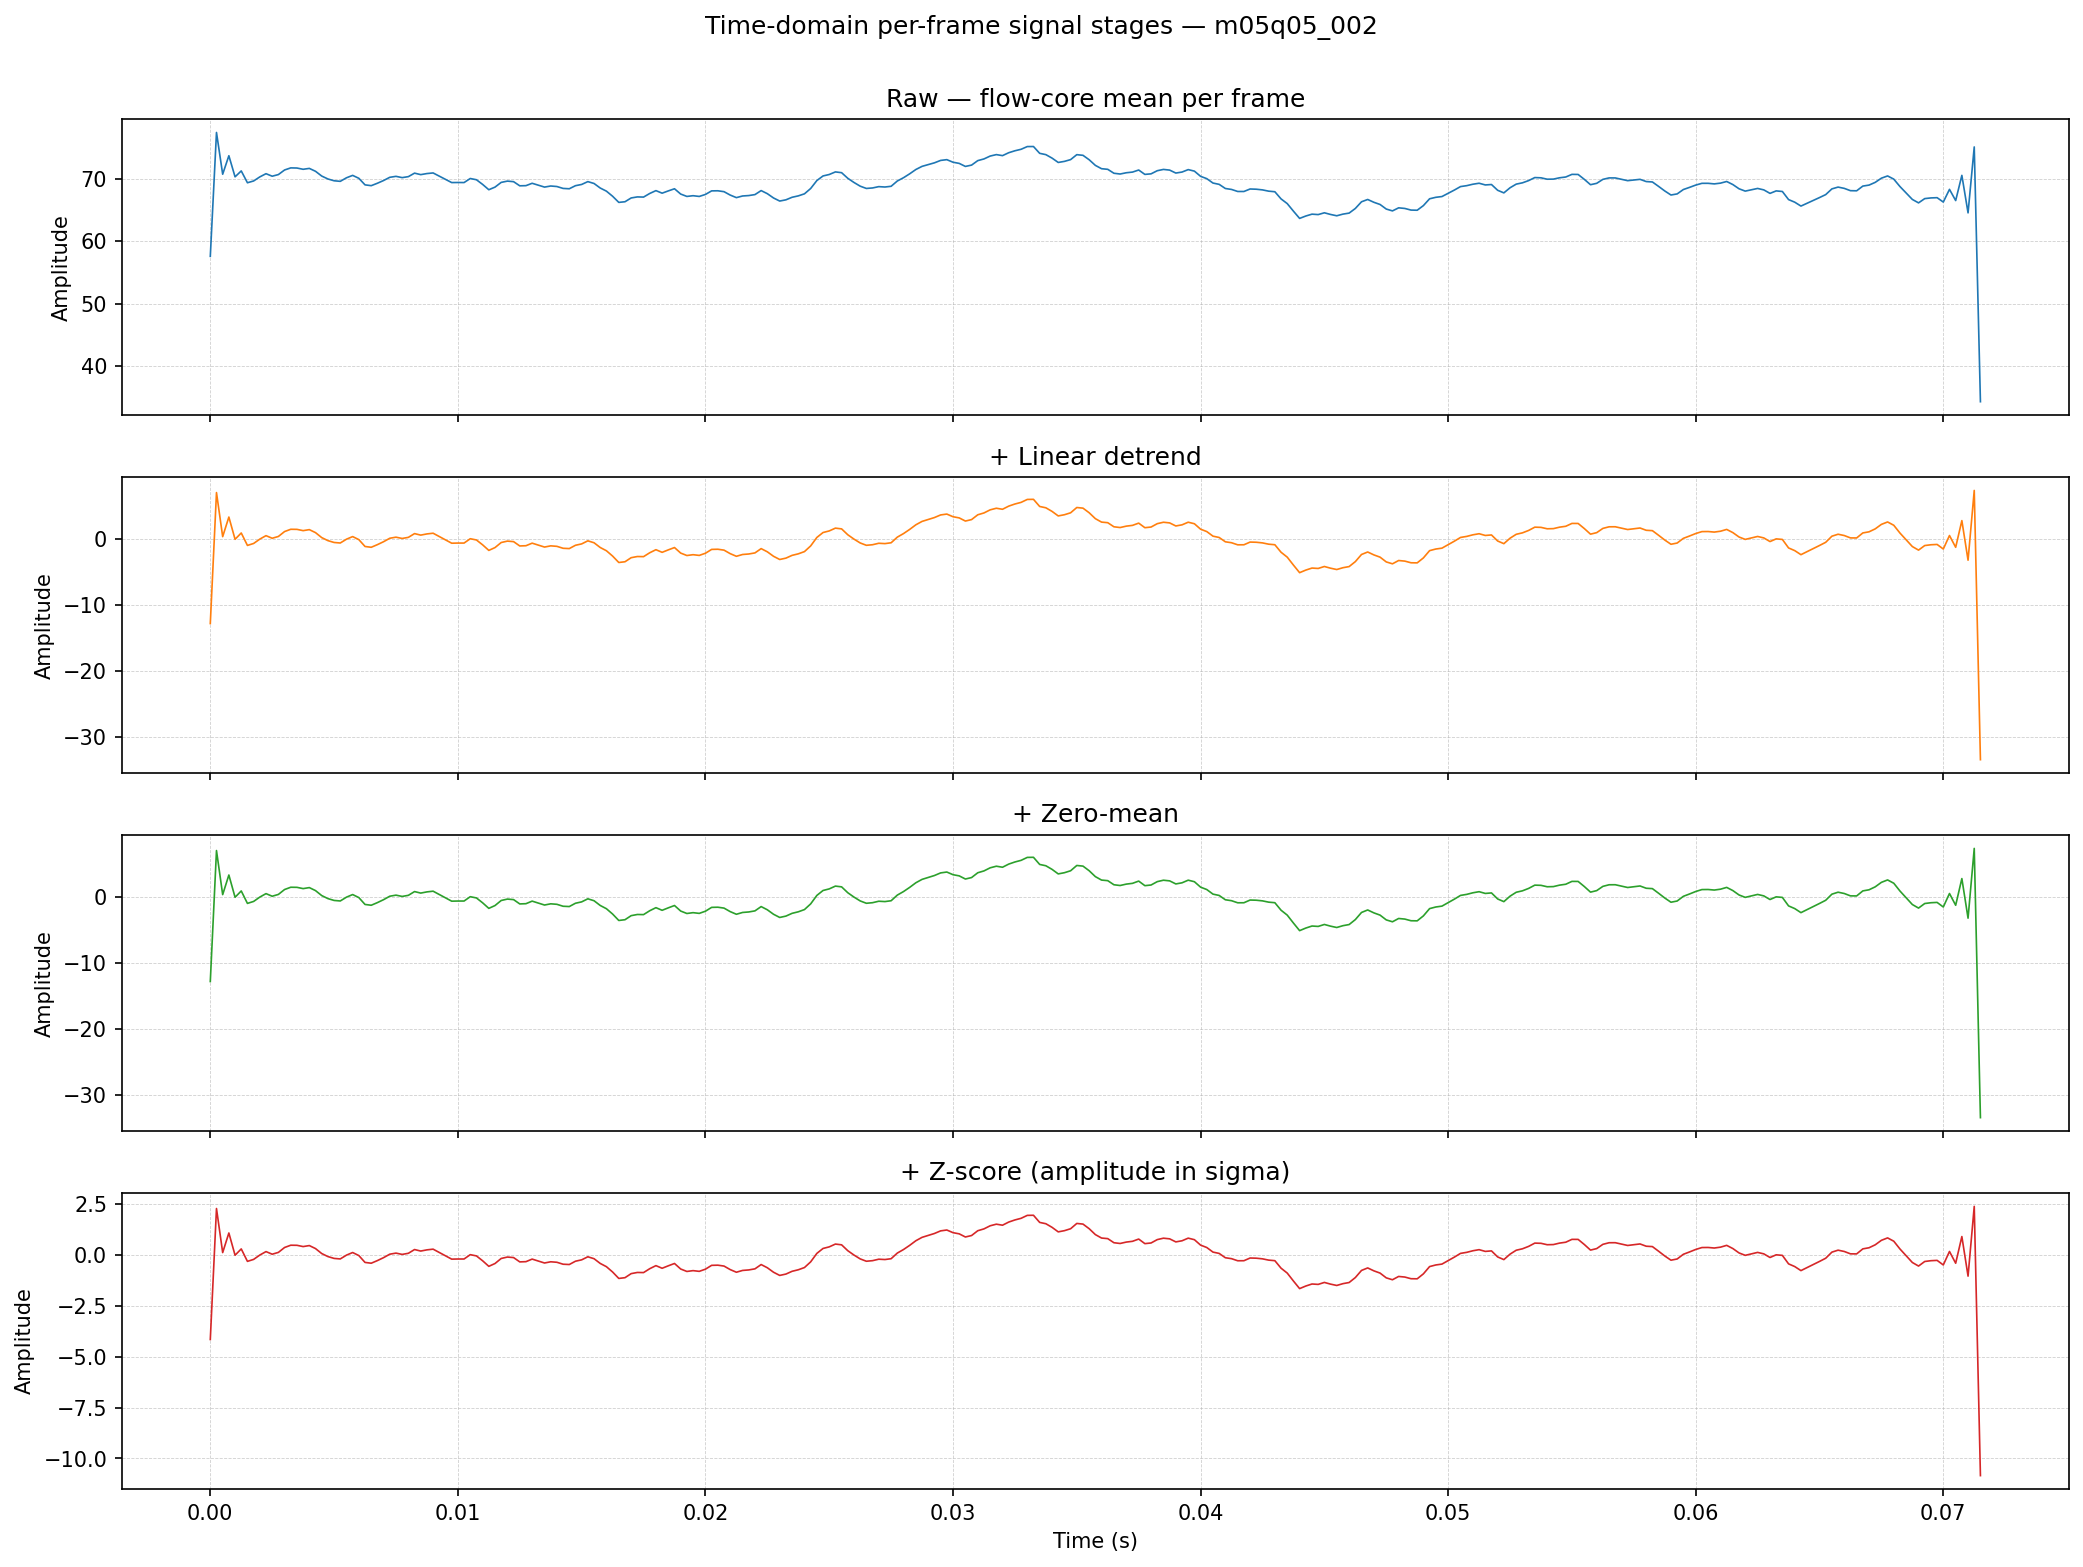 Time-domain per-frame signal stages — m05q05_002
Raw — flow-core mean per frame
Amplitude
70
60
50
40
+ Linear detrend
Amplitude
0
−10
−20
−30
+ Zero-mean
Amplitude
0
−10
−20
−30
+ Z-score (amplitude in sigma)
Amplitude
2.5
0.0
−2.5
−5.0
−7.5
−10.0
0.00 0.01 0.02 0.03 0.04 0.05 0.06 0.07
Time (s)